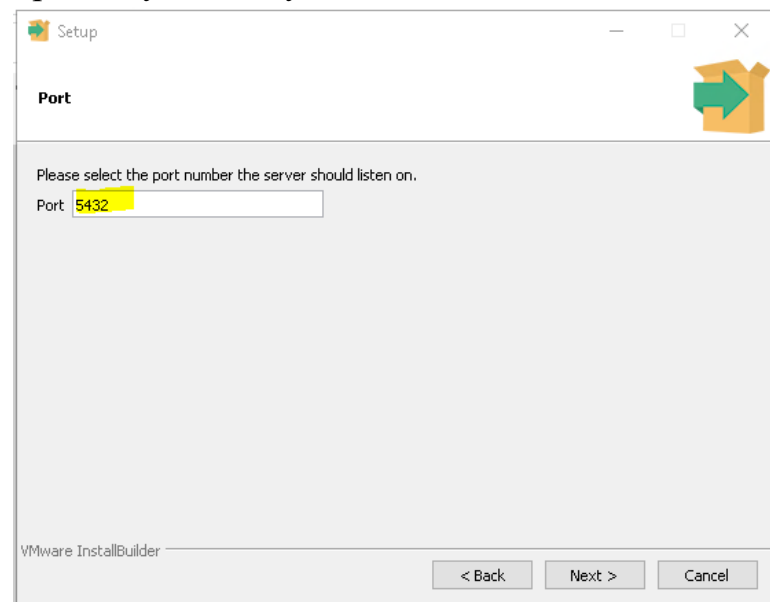 Setup
Port
Please select the port number the server should listen on.
Port 5432
VMware InstallBuilder
< Back Next > Cancel